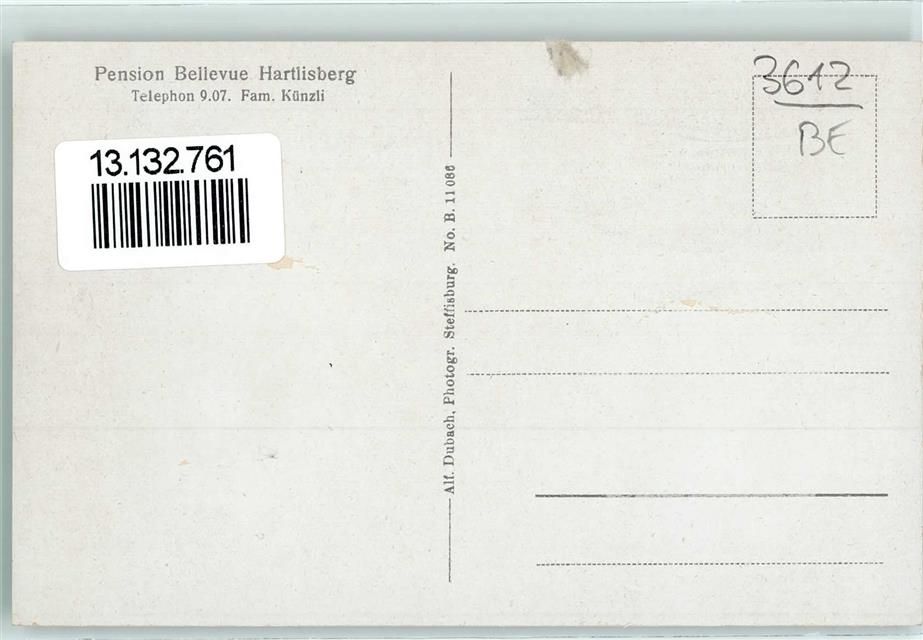 Pension Bellevue Hartlisberg
Telephon 9.07. Fam. Künzli
13.132.761
Alf. Dubach, Photogr. Steffisburg. No. B. 11 086
3612
BE